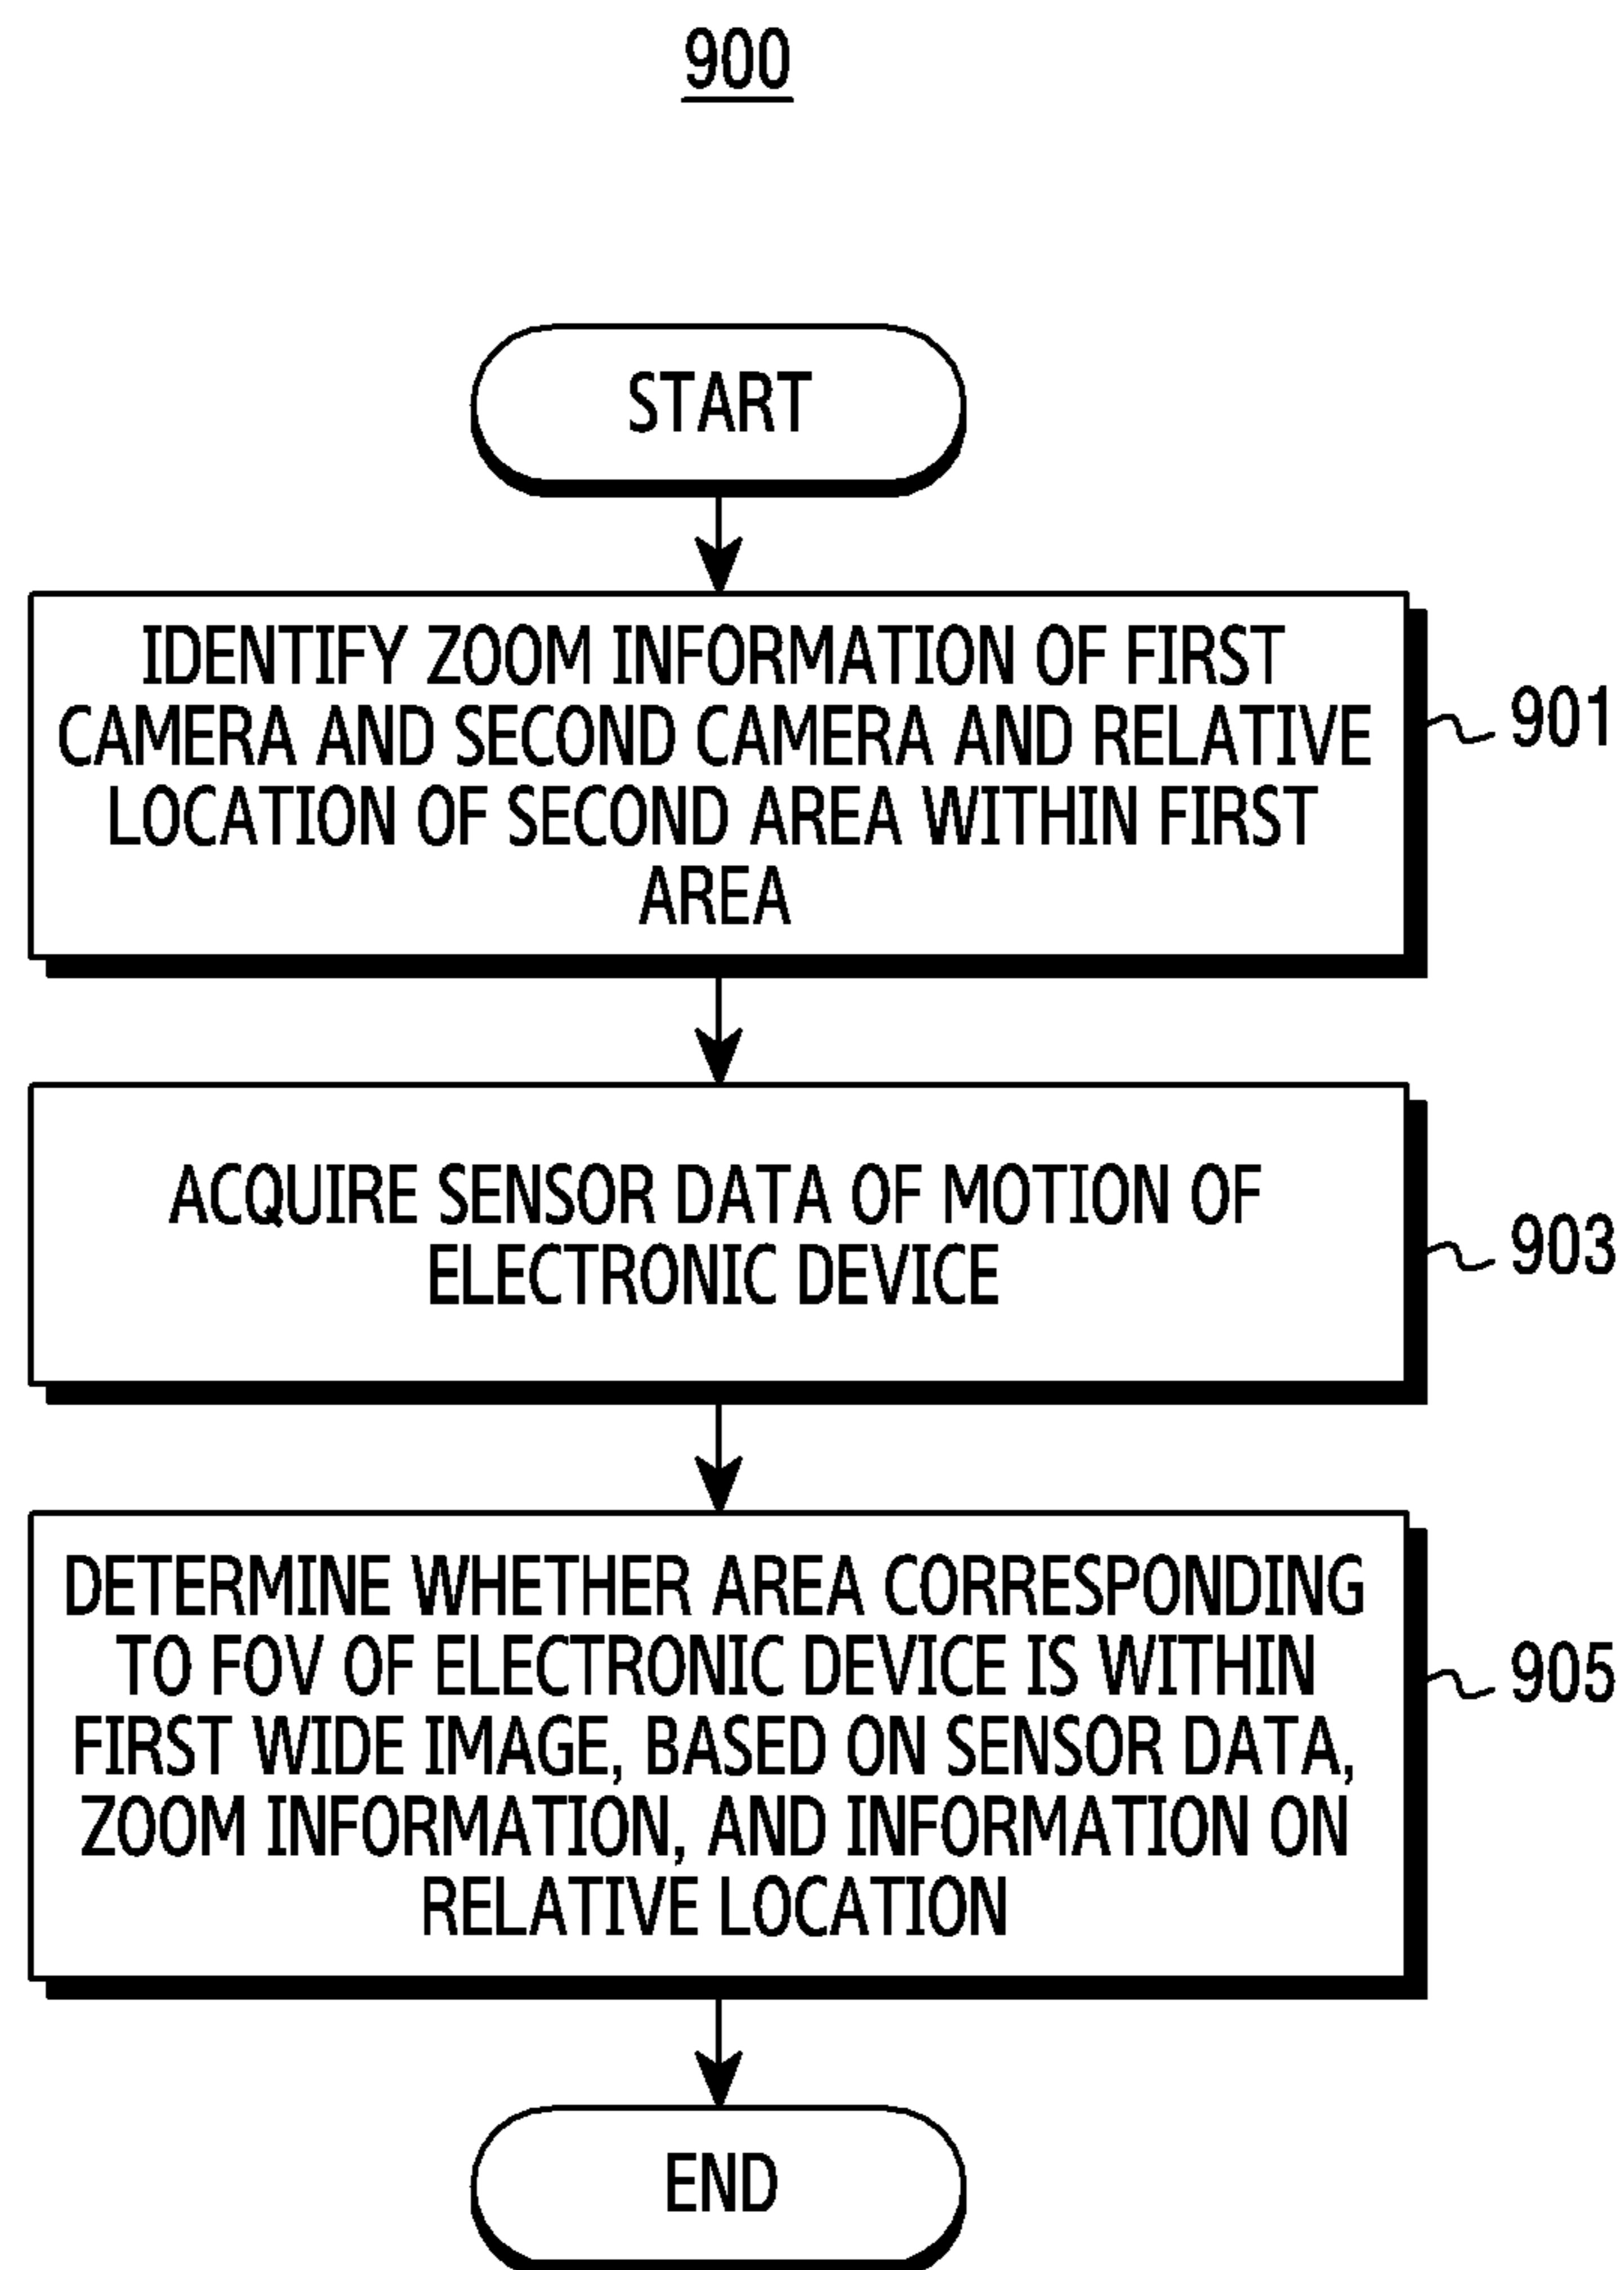 900
START
IDENTIFY ZOOM INFORMATION OF FIRST
CAMERA AND SECOND CAMERA AND RELATIVE
LOCATION OF SECOND AREA WITHIN FIRST
AREA
901
ACQUIRE SENSOR DATA OF MOTION OF
ELECTRONIC DEVICE
903
DETERMINE WHETHER AREA CORRESPONDING
TO FOV OF ELECTRONIC DEVICE IS WITHIN
FIRST WIDE IMAGE, BASED ON SENSOR DATA,
ZOOM INFORMATION, AND INFORMATION ON
RELATIVE LOCATION
905
END